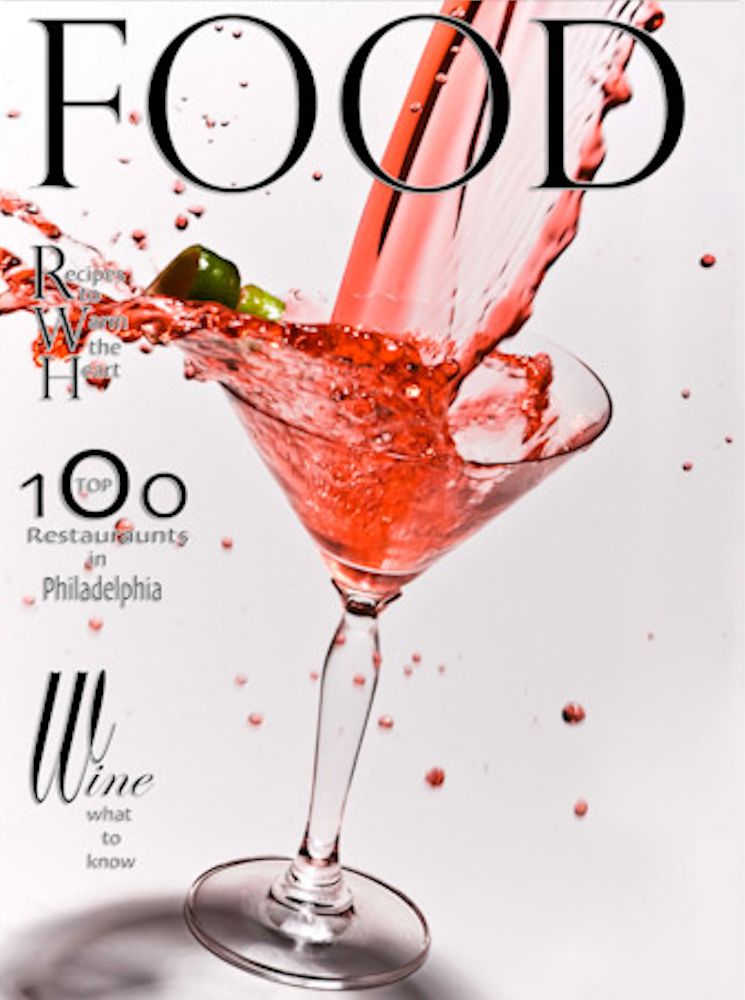 FOOD
Recipes
to
Warm
the
Heart
TOP
100
Restauraunts
in
Philadelphia
Wine
what
to
know